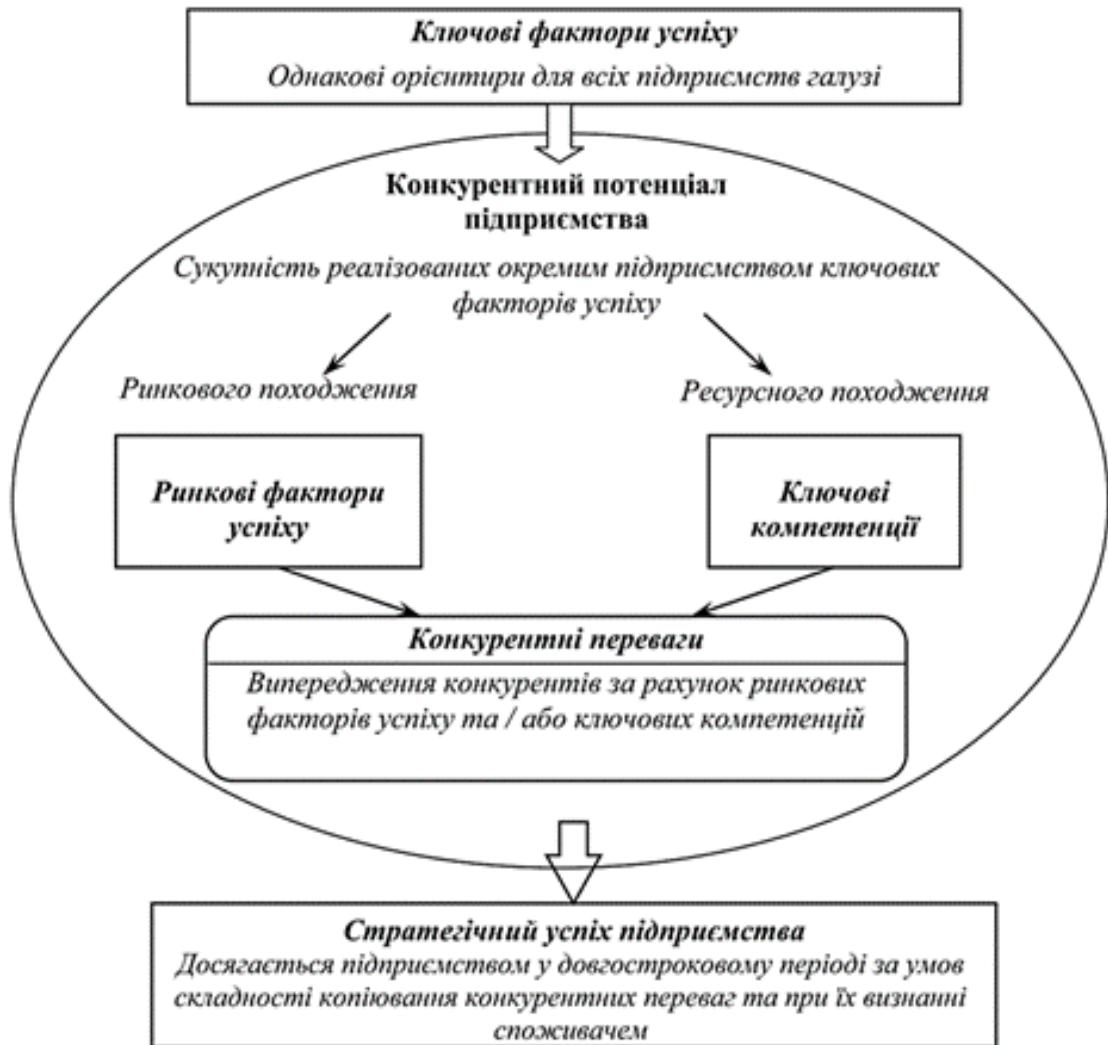 Ключові фактори успіху
Однакові орієнтири для всіх підприємств галузі
Конкурентний потенціал
підприємства
Сукупність реалізованих окремим підприємством ключових
факторів успіху
Ринкового походження
Ресурсного походження
Ринкові фактори
успіху
Ключові
компетенції
Конкурентні переваги
Випередження конкурентів за рахунок ринкових
факторів успіху та / або ключових компетенцій
Стратегічний успіх підприємства
Досягається підприємством у довгостроковому періоді за умов
складності копіювання конкурентних переваг та при їх визнанні
споживачем